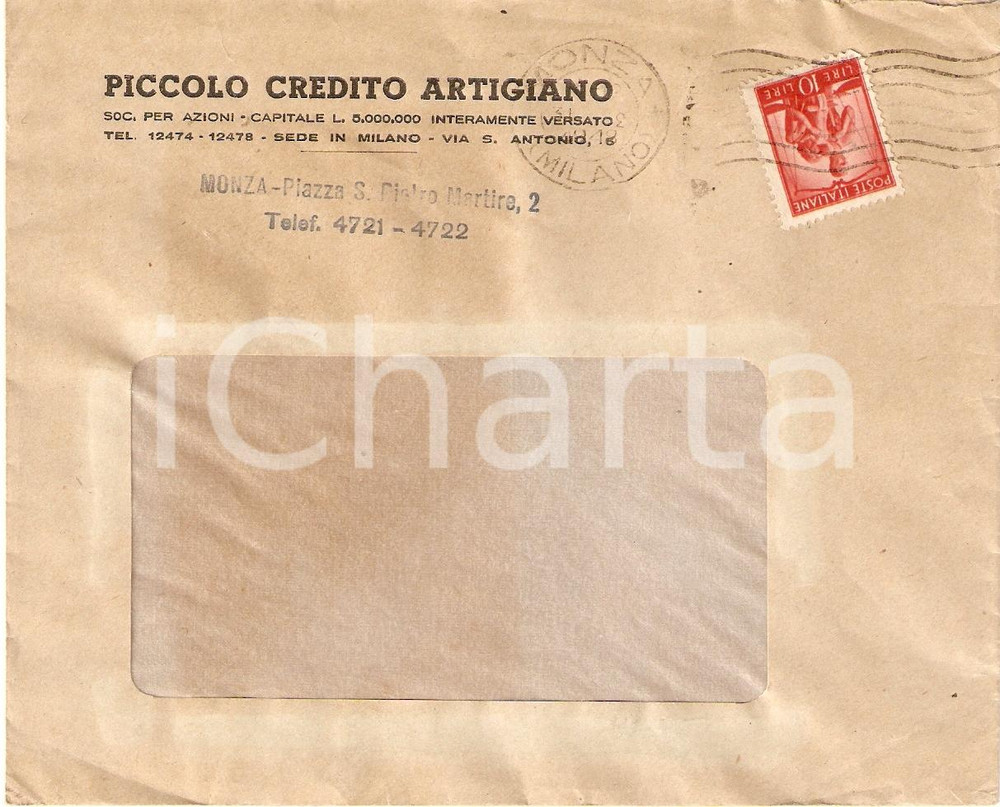 PICCOLO CREDITO ARTIGIANO
SOC. PER AZIONI - CAPITALE L. 5.000.000 INTERAMENTE VERSATO
TEL. 12474 - 12478 - SEDE IN MILANO - VIA S. ANTONIO,
MONZA-Piazza S. Pietro Martire, 2
Telef. 4721 - 4722
MONZA
(MILANO)
LIRE 10 LIRE
POSTE ITALIANE
iCharta